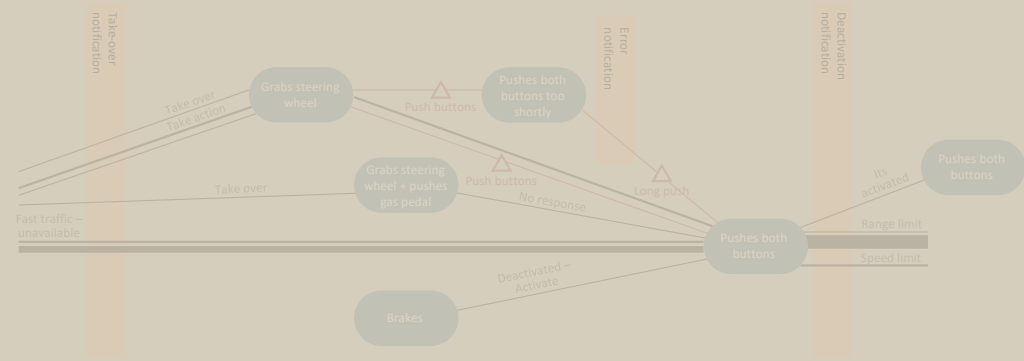 Take-over
notification
Error
notification
Deactivation
notification
Grabs steering
wheel
Push buttons
Pushes both
buttons too
shortly
Take over
Take action
Grabs steering
wheel + pushes
gas pedal
Push buttons
Long push
Take over
No response
Its
activated
Pushes both
buttons
Fast traffic –
unavailable
Pushes both
buttons
Range limit
Speed limit
Deactivated –
Activate
Brakes